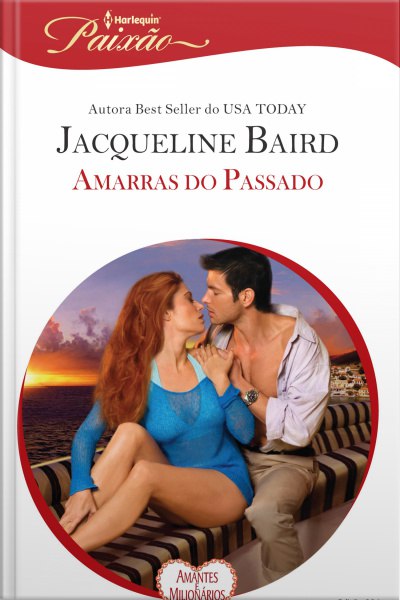 Harlequin
Paixão
Autora Best Seller do USA TODAY
JACQUELINE BAIRD
AMARRAS DO PASSADO
AMANTES
E
MILIONÁRIOS